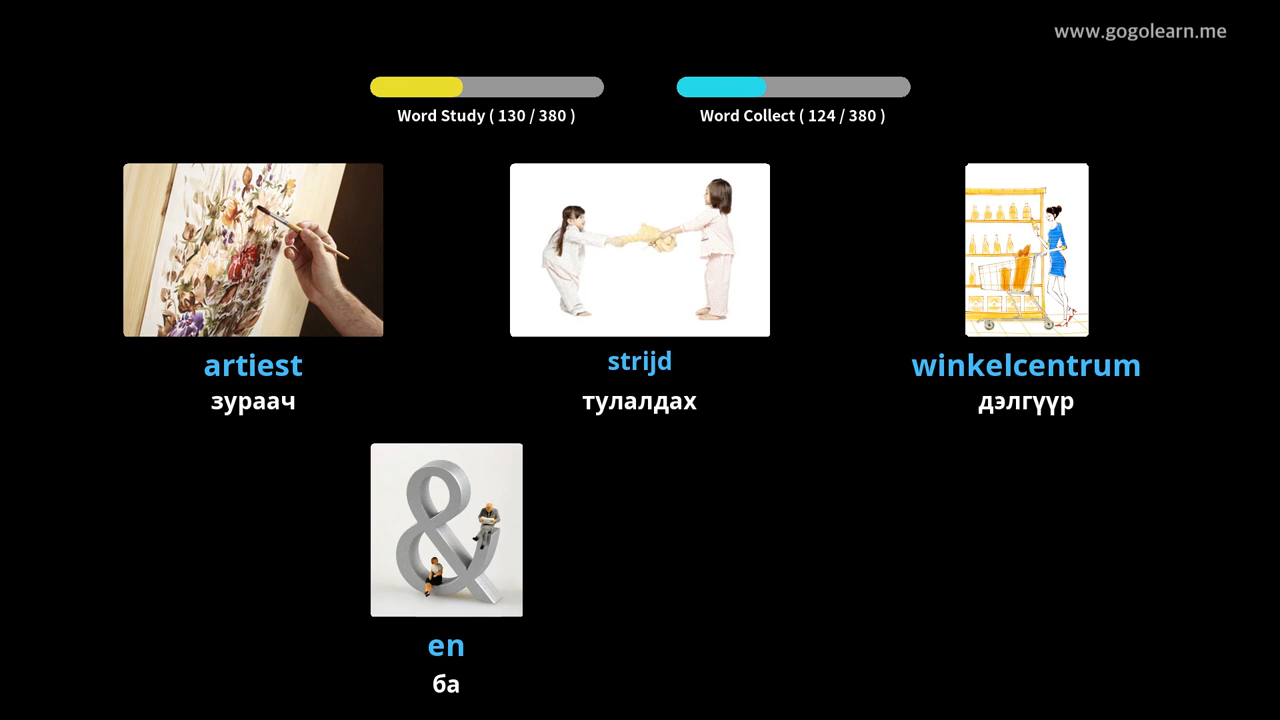 www.gogolearn.me
Word Study ( 130 / 380 )
Word Collect ( 124 / 380 )
artiest
зураач
strijd
тулалдах
winkelcentrum
дэлгүүр
en
ба